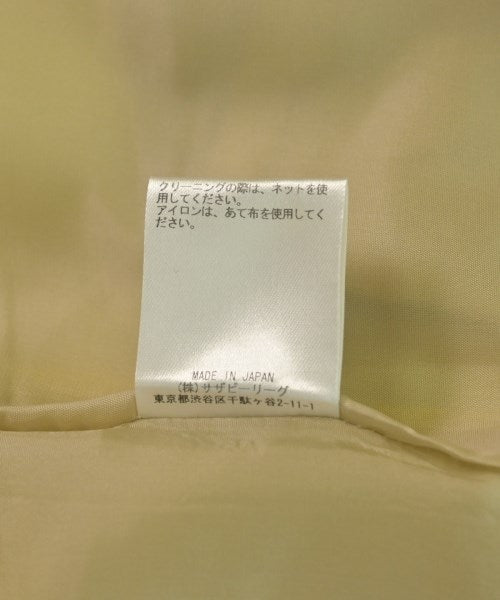 クリーニングの際は、ネットを使
用してください。
アイロンは、あて布を使用してく
ださい。
MADE IN JAPAN
(株)サザビーリーグ
東京都渋谷区千駄ヶ谷2-11-1